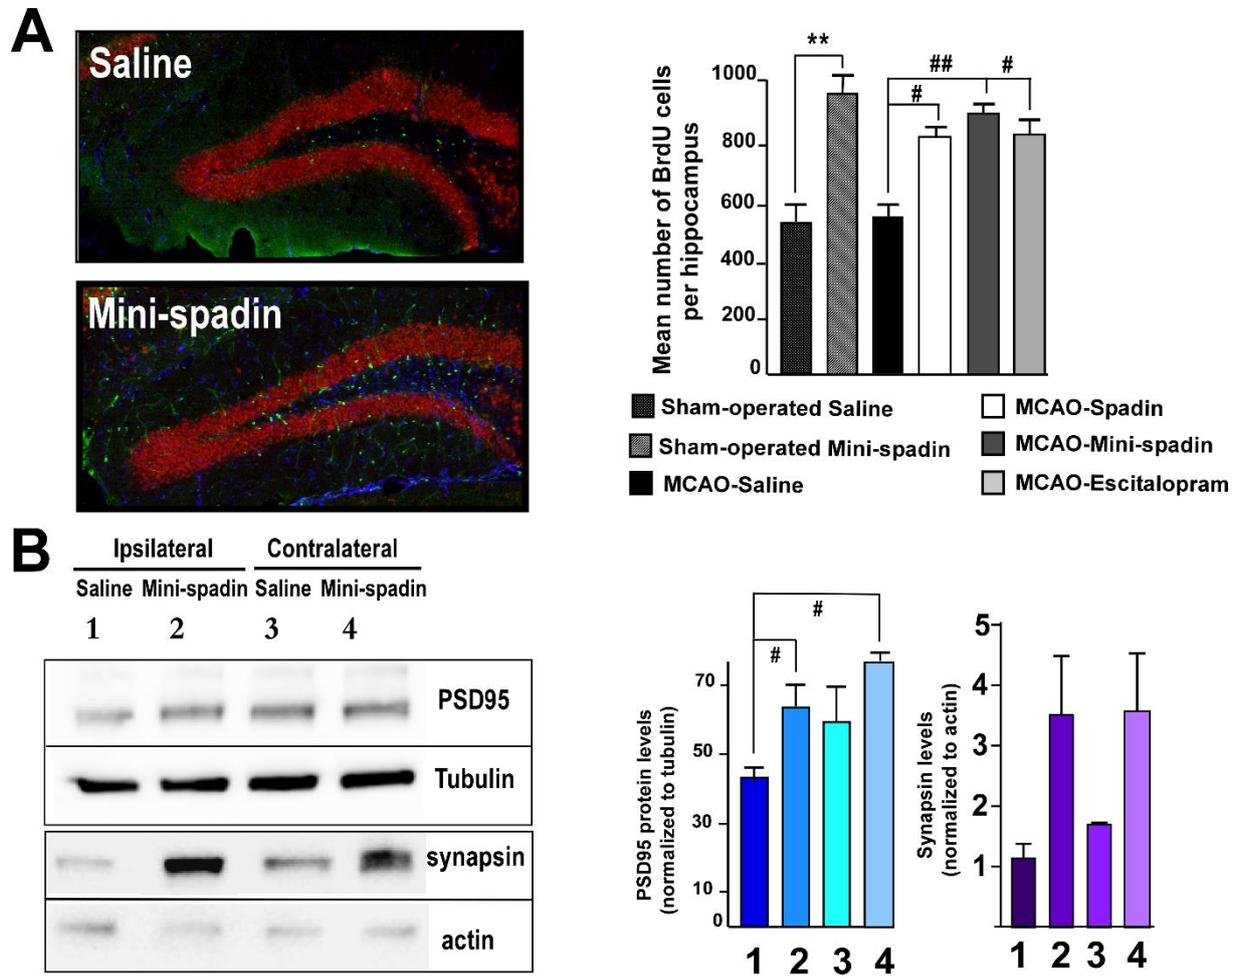 A
Saline
Mini-spadin
Mean number of BrdU cells
per hippocampus
1000
800
600
400
200
0
**
##
#
#
Sham-operated Saline
Sham-operated Mini-spadin
MCAO-Saline
MCAO-Spadin
MCAO-Mini-spadin
MCAO-Escitalopram
B
Ipsilateral Contralateral
Saline Mini-spadin Saline Mini-spadin
1 2 3 4
PSD95
Tubulin
synapsin
actin
PSD95 protein levels
(normalized to tubulin)
70
50
30
10
0
#
#
1 2 3 4
Synapsin levels
(normalized to actin)
5
4
3
2
1
1 2 3 4